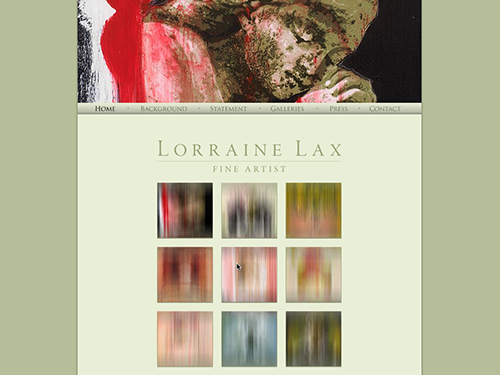 Home • Background • Statement • Galleries • Press • Contact
Lorraine Lax
FINE ARTIST